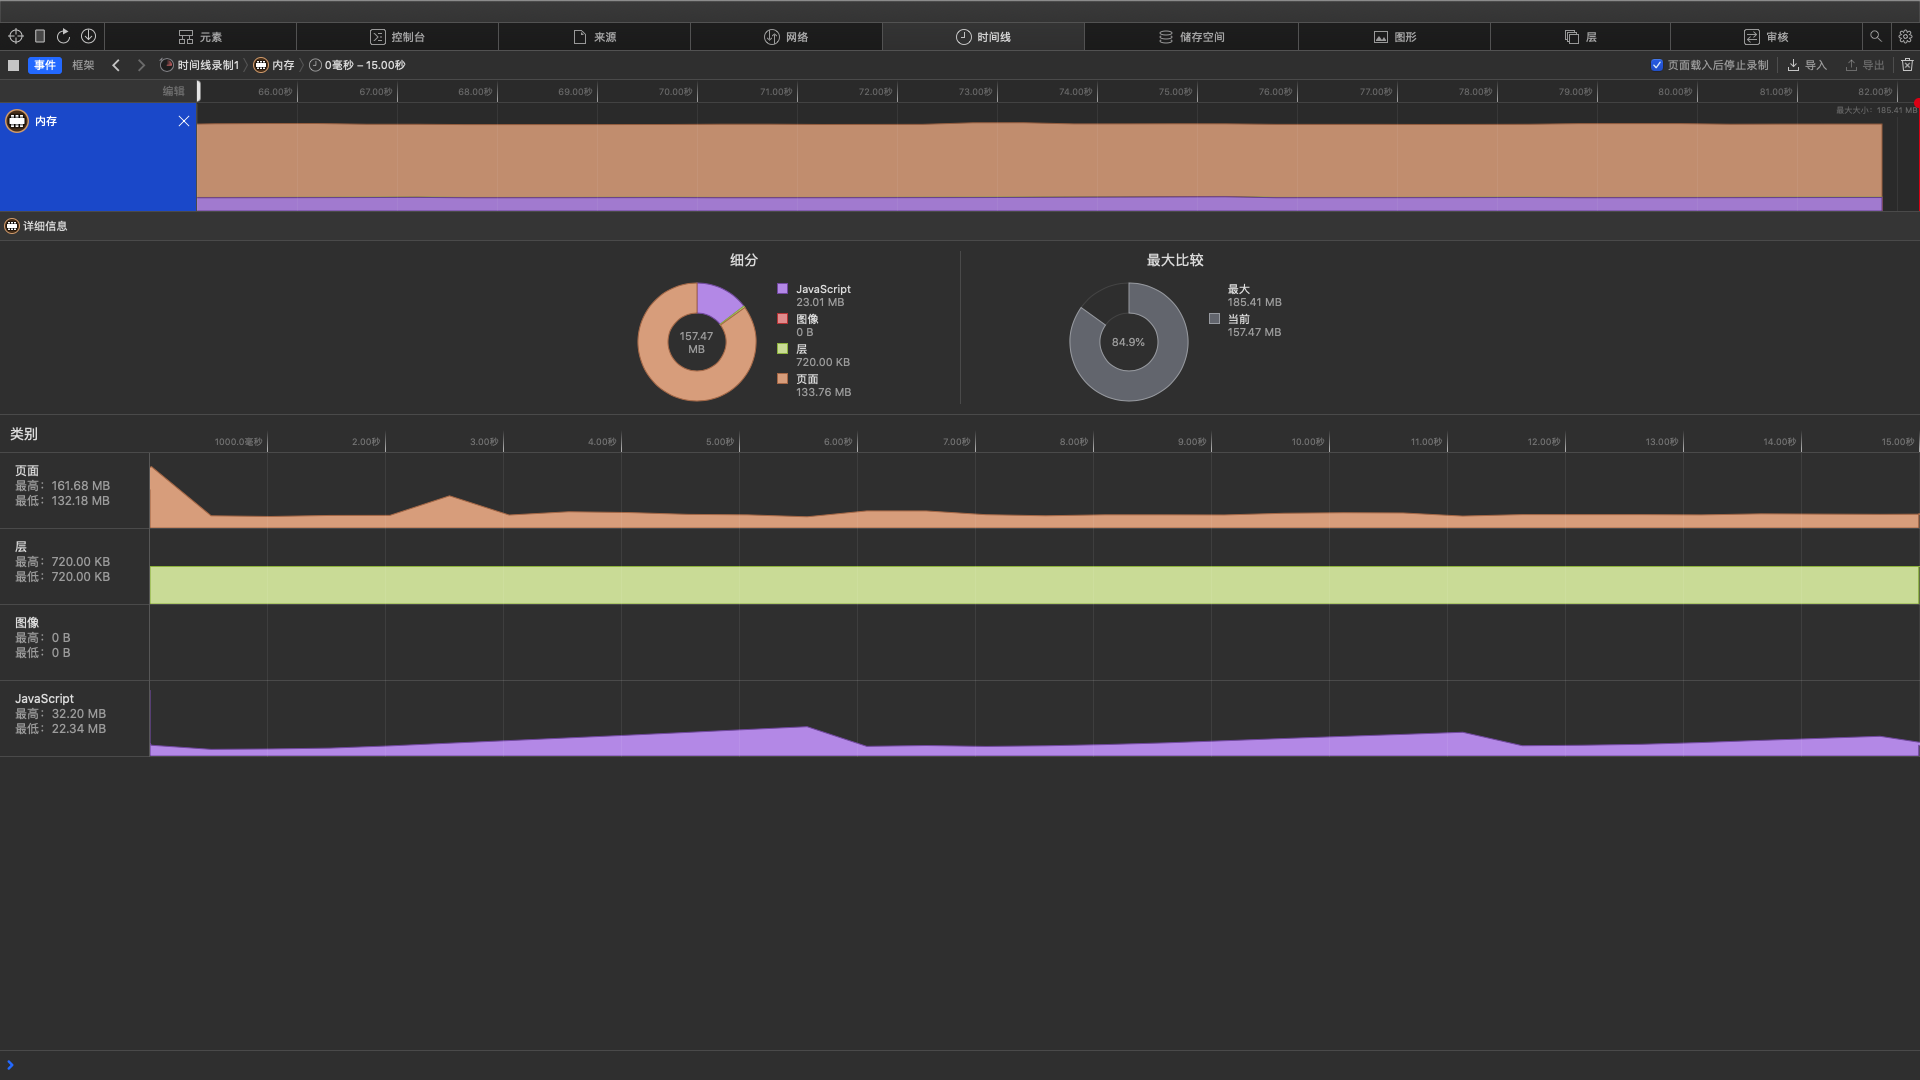 元素
控制台
来源
网络
时间线
储存空间
图形
层
审核
事件
框架
时间线录制1
内存
0毫秒 – 15.00秒
页面载入后停止录制
导入
导出
编辑
66.00秒
67.00秒
68.00秒
69.00秒
70.00秒
71.00秒
72.00秒
73.00秒
74.00秒
75.00秒
76.00秒
77.00秒
78.00秒
79.00秒
80.00秒
81.00秒
82.00秒
内存
最大大小：185.41 MB
详细信息
细分
157.47
MB
JavaScript
23.01 MB
图像
0 B
层
720.00 KB
页面
133.76 MB
最大比较
84.9%
最大
185.41 MB
当前
157.47 MB
类别
1000.0毫秒
2.00秒
3.00秒
4.00秒
5.00秒
6.00秒
7.00秒
8.00秒
9.00秒
10.00秒
11.00秒
12.00秒
13.00秒
14.00秒
15.00秒
页面
最高：161.68 MB
最低：132.18 MB
层
最高：720.00 KB
最低：720.00 KB
图像
最高：0 B
最低：0 B
JavaScript
最高：32.20 MB
最低：22.34 MB